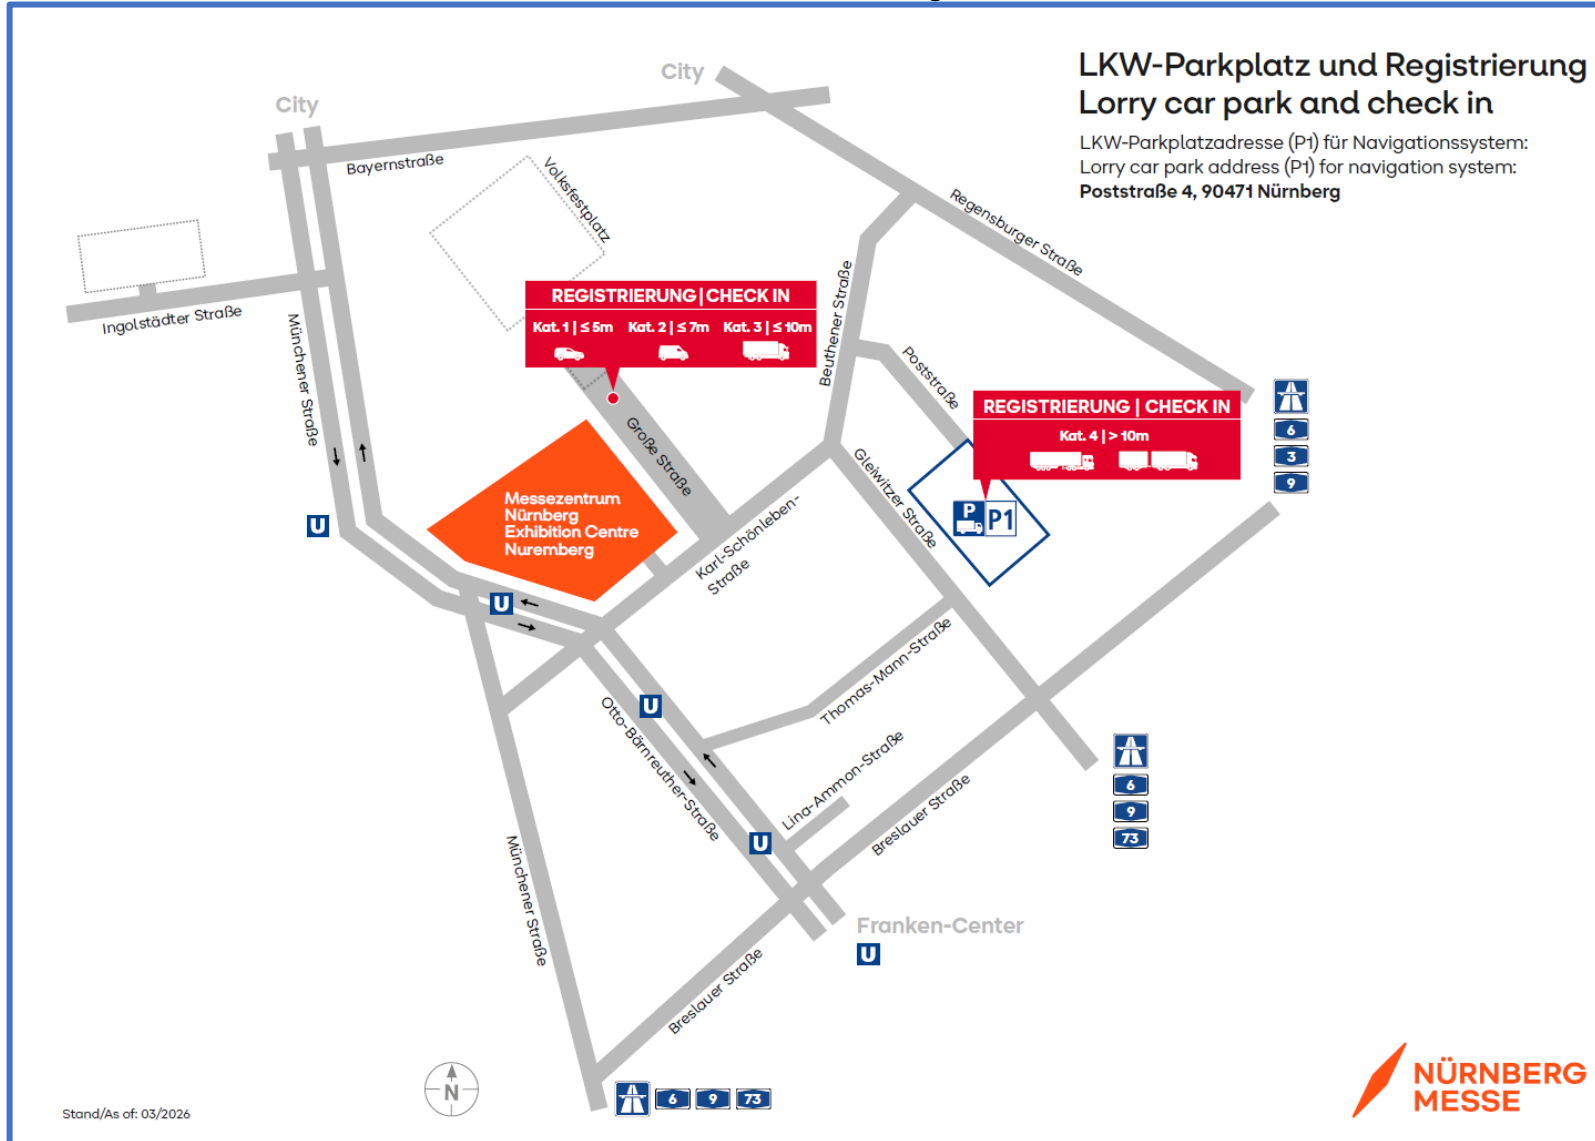 LKW-Parkplatz und Registrierung
Lorry car park and check in
LKW-Parkplatzadresse (P1) für Navigationssystem:
Lorry car park address (P1) for navigation system:
Poststraße 4, 90471 Nürnberg
City
City
Bayernstraße
Volksfestplatz
Regensburger Straße
Ingolstädter Straße
Münchener Straße
REGISTRIERUNG | CHECK IN
Kat. 1 | ≤ 5m
Kat. 2 | ≤ 7m
Kat. 3 | ≤ 10m
Beuthener Straße
Poststraße
REGISTRIERUNG | CHECK IN
Kat. 4 | > 10m
6
3
9
Große Straße
Gleiwitzer Straße
P
P1
Messezentrum
Nürnberg
Exhibition Centre
Nuremberg
U
Karl-Schönleben-
Straße
U
Thomas-Mann-Straße
U
Otto-Bärnreuther-Straße
Lina-Ammon-Straße
6
9
73
U
Breslauer Straße
Münchener Straße
Franken-Center
U
Breslauer Straße
N
6
9
73
Stand/As of: 03/2026
NÜRNBERG
MESSE